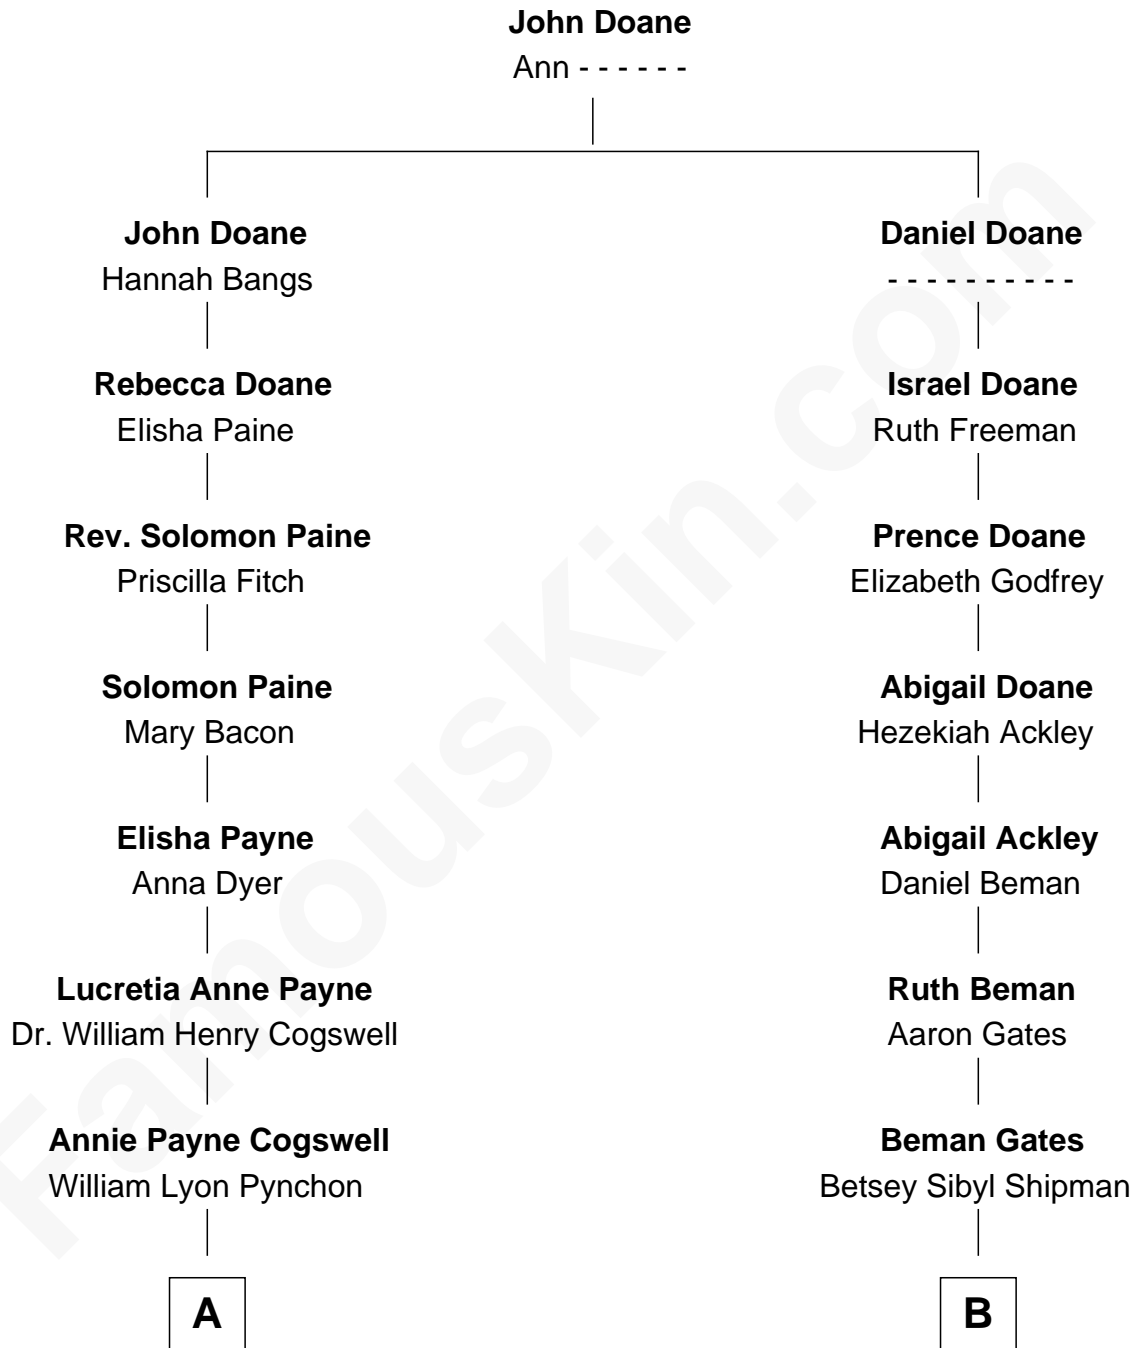 John Doane
Ann - - - - - -
John Doane
Hannah Bangs
Daniel Doane
- - - - - - - - - -
Rebecca Doane
Elisha Paine
Israel Doane
Ruth Freeman
Rev. Solomon Paine
Priscilla Fitch
Prence Doane
Elizabeth Godfrey
Solomon Paine
Mary Bacon
Abigail Doane
Hezekiah Ackley
Elisha Payne
Anna Dyer
Abigail Ackley
Daniel Beman
Lucretia Anne Payne
Dr. William Henry Cogswell
Ruth Beman
Aaron Gates
Annie Payne Cogswell
William Lyon Pynchon
Beman Gates
Betsey Sibyl Shipman
A
B
FamousKin.com